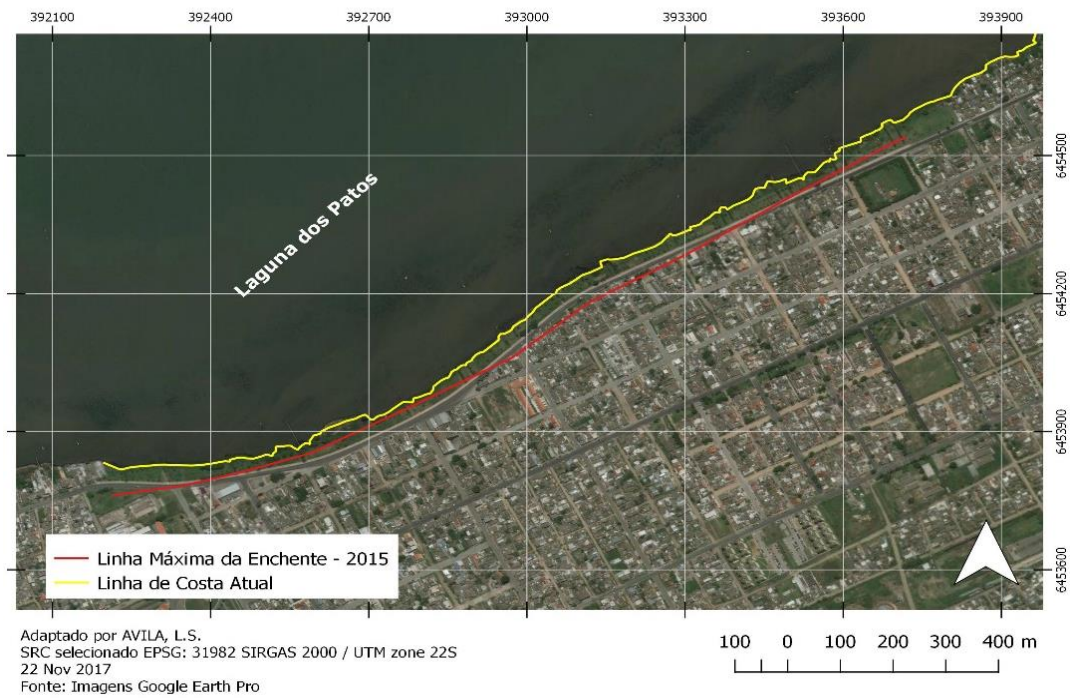 392100 392400 392700 393000 393300 393600 393900
Laguna dos Patos
6454500
6454200
6453900
6453600
Linha Máxima da Enchente - 2015
Linha de Costa Atual
Adaptado por AVILA, L.S.
SRC selecionado EPSG: 31982 SIRGAS 2000 / UTM zone 22S
22 Nov 2017
Fonte: Imagens Google Earth Pro
100 0 100 200 300 400 m